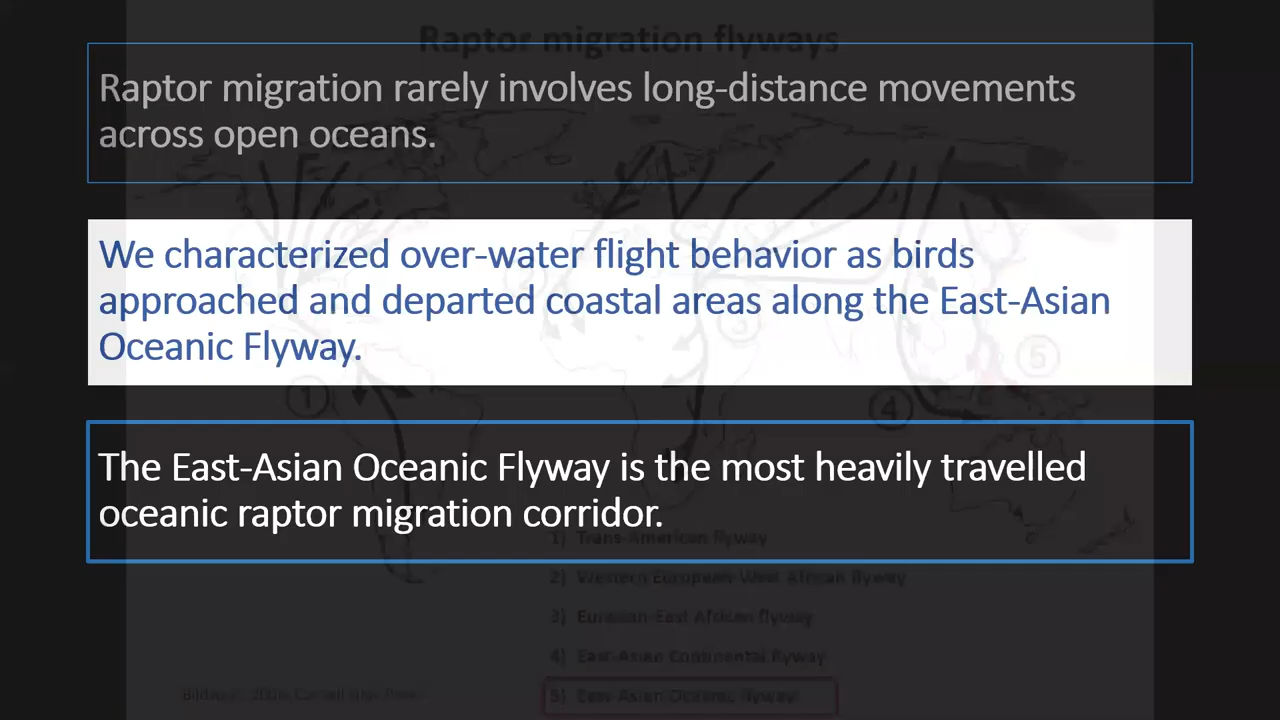 Raptor migration flyways
Raptor migration rarely involves long-distance movements
across open oceans.
We characterized over-water flight behavior as birds
approached and departed coastal areas along the East-Asian
Oceanic Flyway.
5
1
4
The East-Asian Oceanic Flyway is the most heavily travelled
oceanic raptor migration corridor.
1) Trans-American flyway
2) Western European-West African flyway
3) Eurasian-East African flyway
4) East-Asian Continental flyway
5) East-Asian Oceanic flyway